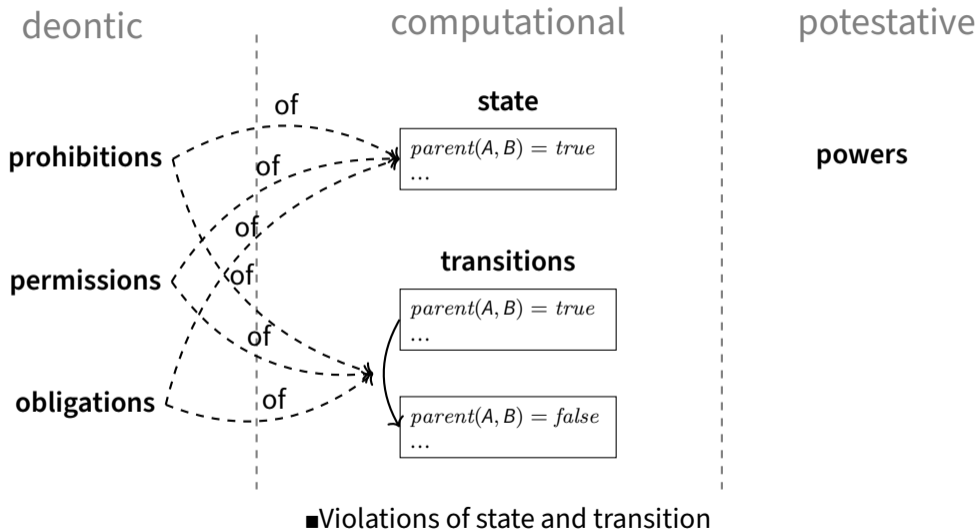 deontic computational potestative
of
state
prohibitions parent(A, B) = true powers
... 
of
of
transitions
permissions of
parent(A, B) = true
...
of
obligations of
parent(A, B) = false
...
■Violations of state and transition